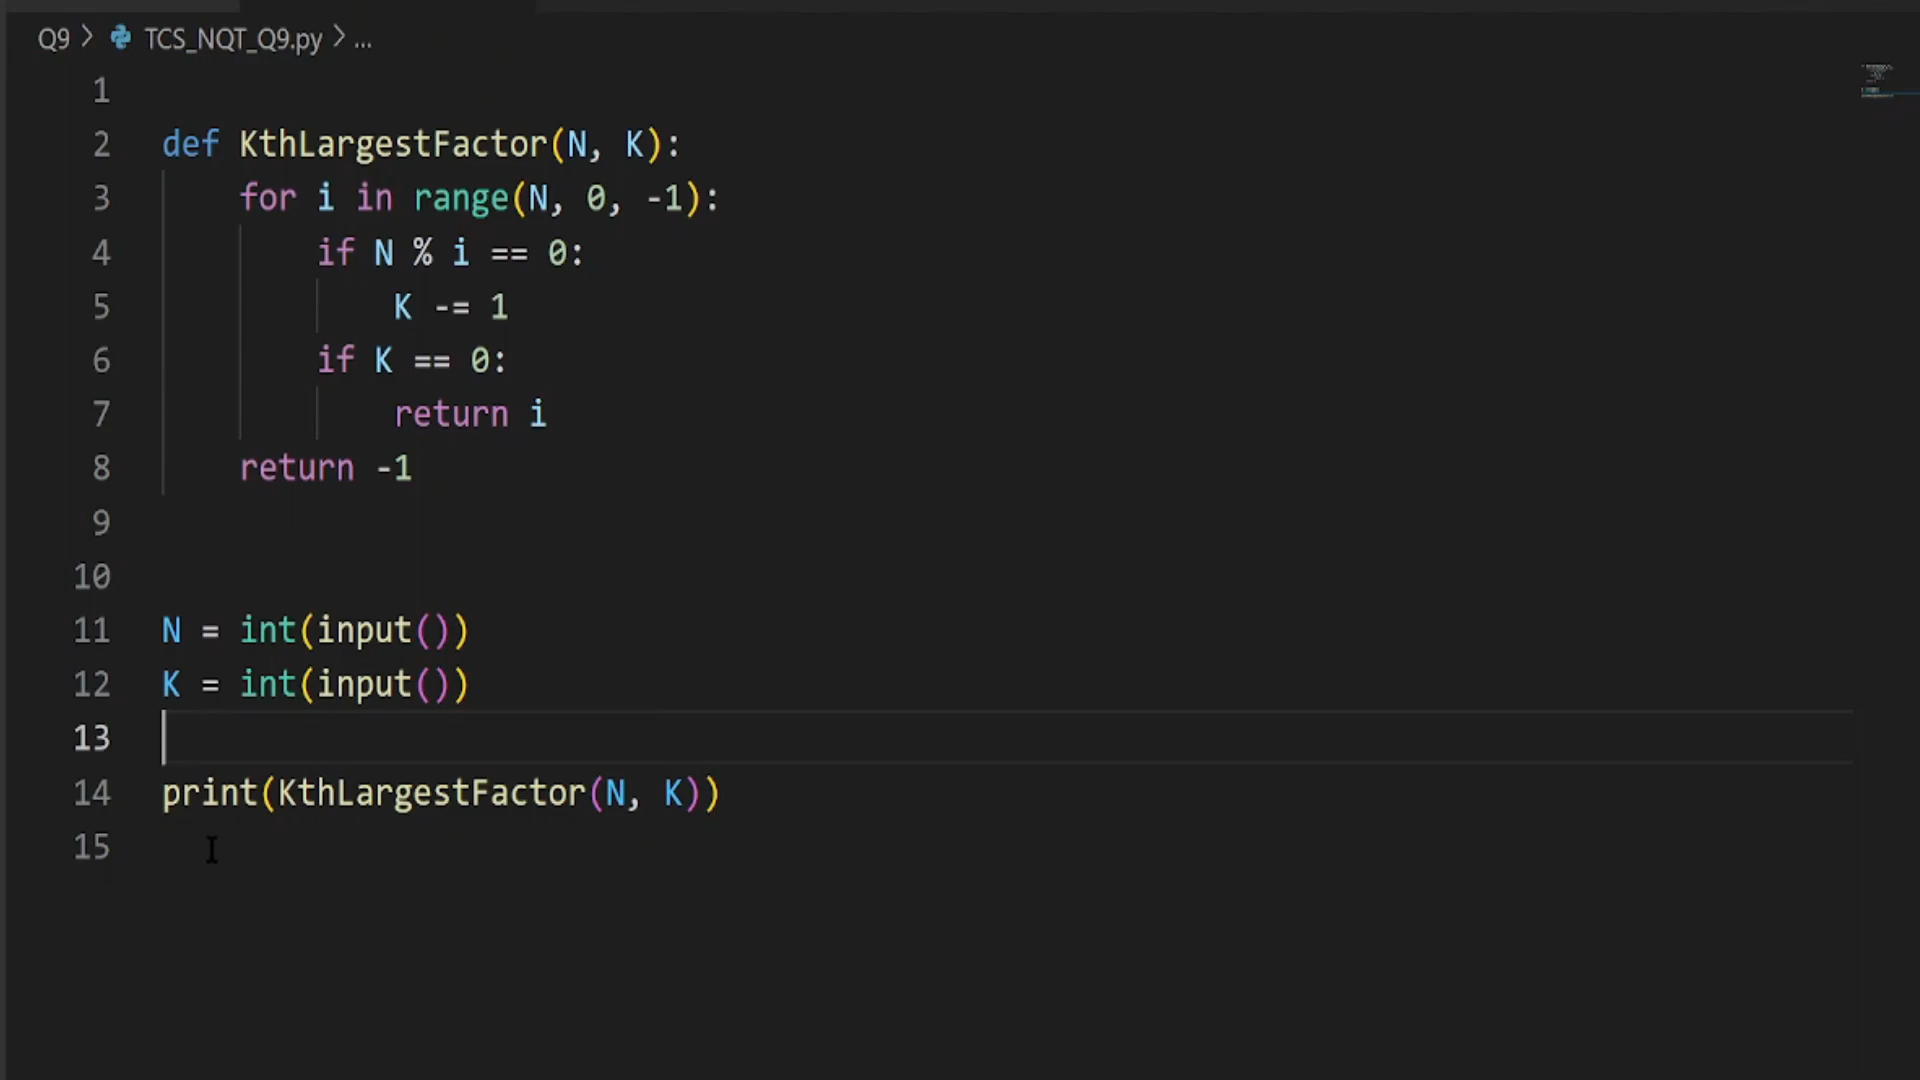 Q9 > TCS_NQT_Q9.py > ...
1
2 def KthLargestFactor(N, K):
3     for i in range(N, 0, -1):
4         if N % i == 0:
5             K -= 1
6         if K == 0:
7             return i
8     return -1
9
10
11 N = int(input())
12 K = int(input())
13
14 print(KthLargestFactor(N, K))
15